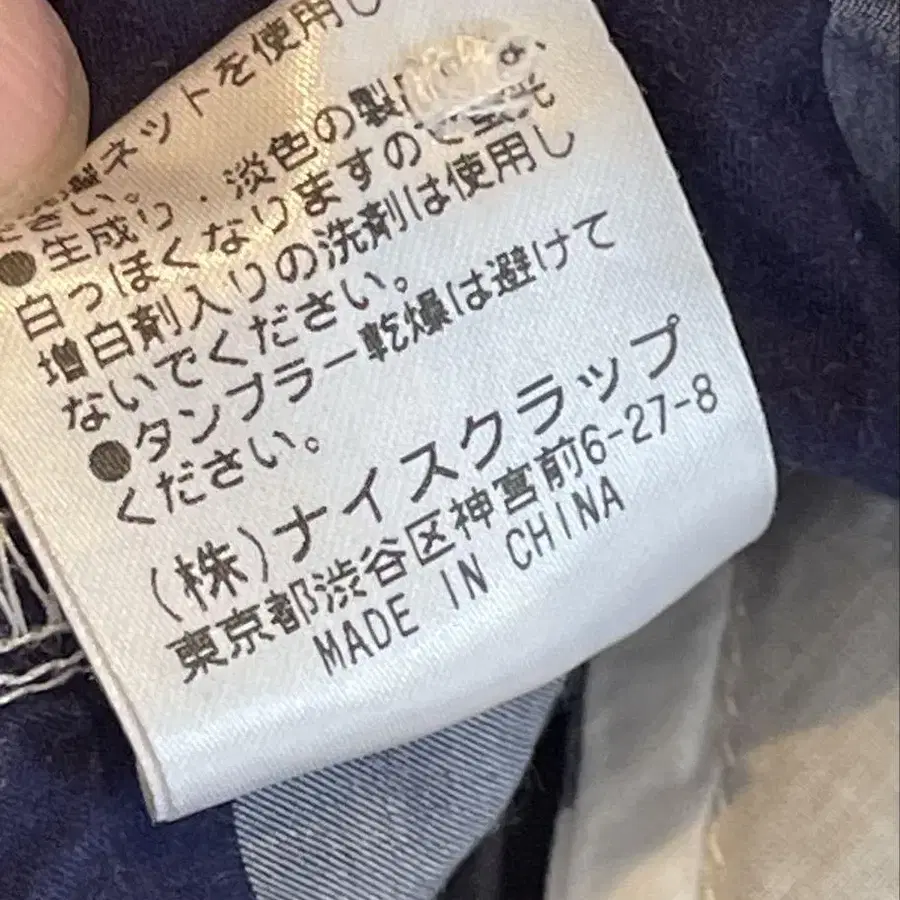 製ネットを使用し
さい。
●生成り・淡色の製は、
白っぽくなりますので蛍光
増白剤入りの洗剤は使用し
ないでください。
●タンブラー乾燥は避けて
ください。
(株)ナイスクラップ
東京都渋谷区神宮前6-27-8
MADE IN CHINA